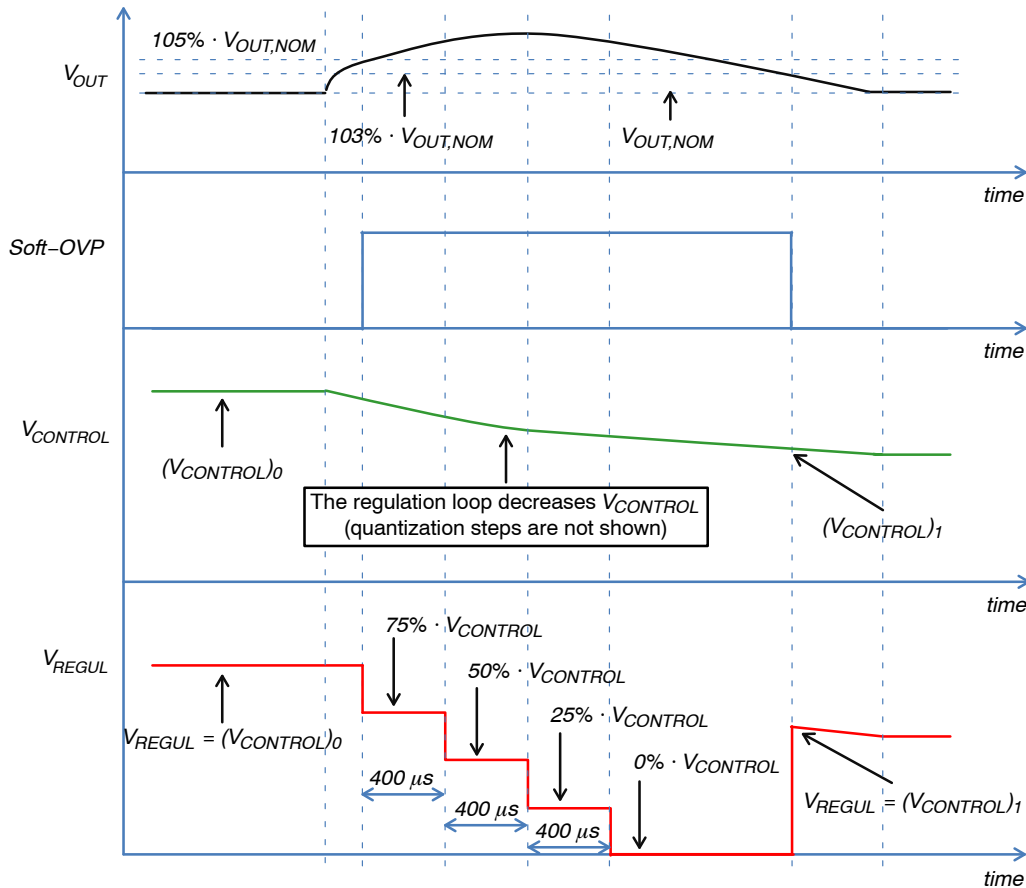 105% · VOUT,NOM
VOUT
103% · VOUT,NOM
VOUT,NOM
time
Soft−OVP
time
VCONTROL
(VCONTROL)0
The regulation loop decreases VCONTROL
(quantization steps are not shown)
(VCONTROL)1
time
75% · VCONTROL
VREGUL
50% · VCONTROL
25% · VCONTROL
VREGUL = (VCONTROL)0
0% · VCONTROL
400 µs
400 µs
400 µs
VREGUL = (VCONTROL)1
time